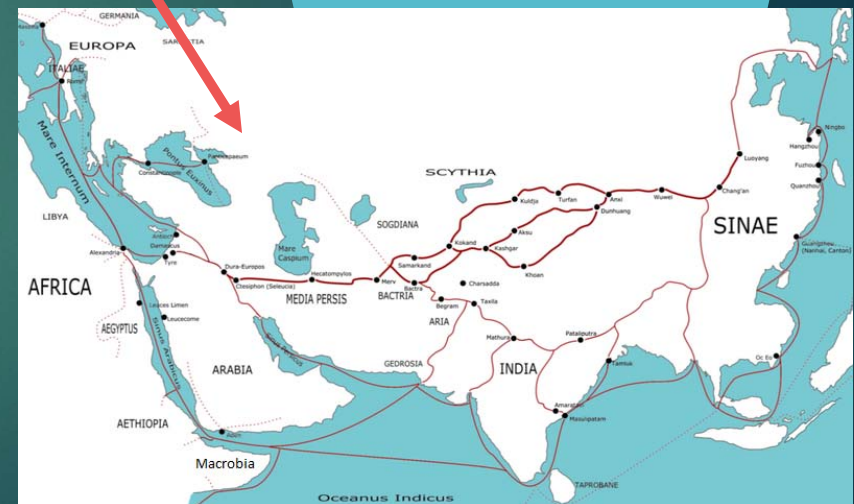 GERMANIA
SARMATIA
EUROPA
ITALIAE
Rome
Mare Internum
Pontus Euxinus
Panticapaeum
Constantinople
SCYTHIA
Kuldja
Turfan
Anxi
Wuwei
Luoyang
Chang'an
Ningbo
Hangzhou
Fuzhou
Quanzhou
Guangzhou
(Nanhai, Canton)
SINAE
Dunhuang
Aksu
Kashgar
Khoan
Kokand
Samarkand
SOGDIANA
Mare
Caspium
LIBYA
Antioch
Damascus
Tyre
Alexandria
Dura-Europos
Ctesiphon (Seleucia)
Hecatompylos
Merv
Bactra
MEDIA PERSIS
BACTRIA
Charsadda
Taxila
Begram
ARIA
AFRICA
Leuces Limen
Leucecome
AEGYPTUS
Sinus Arabicus
Sinus Persicus
Mathura
Pataliputra
GEDROSIA
INDIA
ARABIA
Tamluk
Oc Eo
AETHIOPIA
Masulipatam
Macrobia
TAPROBANE
Oceanus Indicus